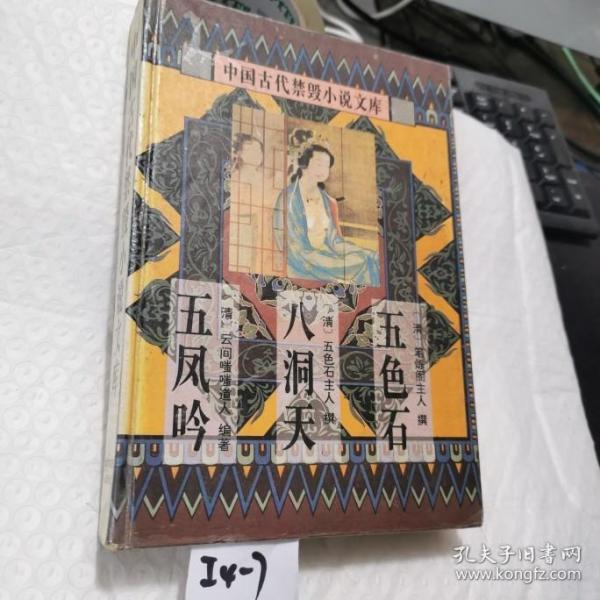 中国古代禁毁小说文库
五色石
〔清〕笔炼阁主人 撰
八洞天
〔清〕五色石主人 撰
五凤吟
〔清〕云间嗤嗤道人 编著
I4-7
孔夫子旧书网
www.kongfz.com